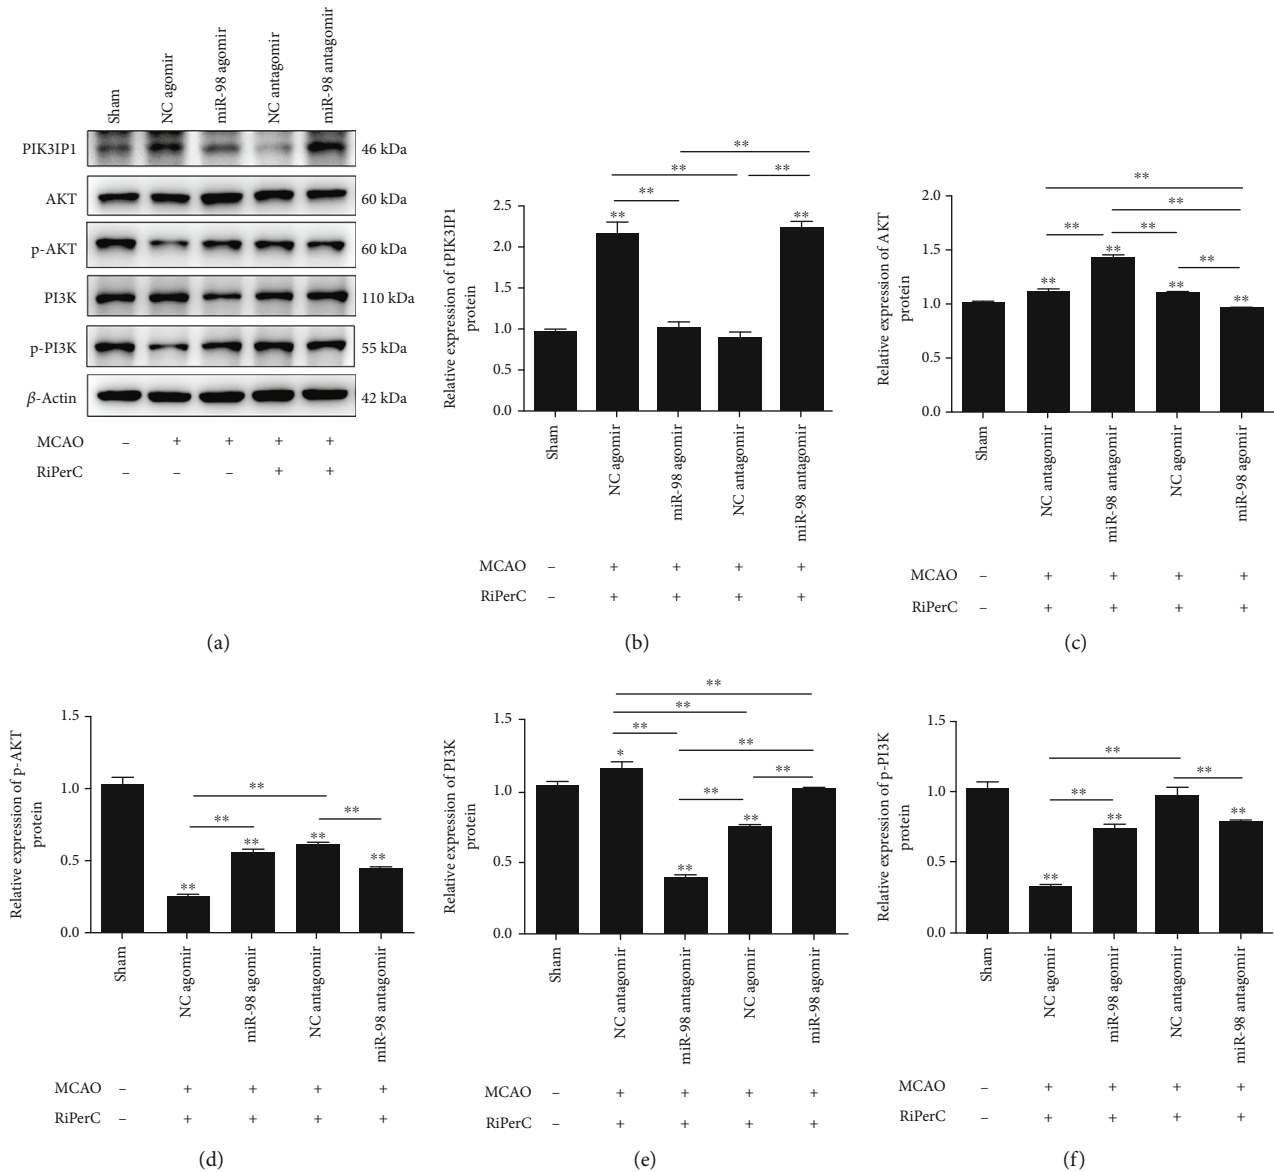 Sham
NC agomir
miR-98 agomir
NC antagomir
miR-98 antagomir
PIK3IP1
46 kDa
AKT
60 kDa
p-AKT
60 kDa
PI3K
110 kDa
p-PI3K
55 kDa
β-Actin
42 kDa
MCAO – + + + +
RiPerC – – – + +
(a)
Relative expression of tPIK3IP1
protein
2.5
2.0
1.5
1.0
0.5
0.0
**
**
**
**
**
**
Sham
NC agomir
miR-98 agomir
NC antagomir
miR-98 antagomir
MCAO – + + + +
RiPerC – + + + +
(b)
Relative expression of AKT
protein
2.0
1.5
1.0
0.5
0.0
**
**
**
**
**
**
**
**
**
Sham
NC antagomir
miR-98 antagomir
NC agomir
miR-98 agomir
MCAO – + + + +
RiPerC – + + + +
(c)
Relative expression of p-AKT
protein
1.5
1.0
0.5
0.0
**
**
**
**
**
**
**
Sham
NC agomir
miR-98 agomir
NC antagomir
miR-98 antagomir
MCAO – + + + +
RiPerC – + + + +
(d)
Relative expression of PI3K
protein
1.5
1.0
0.5
0.0
**
**
**
**
**
**
*
**
**
Sham
NC antagomir
miR-98 antagomir
NC agomir
miR-98 agomir
MCAO – + + + +
RiPerC – + + + +
(e)
Relative expression of p-PI3K
protein
1.5
1.0
0.5
0.0
**
**
**
**
**
**
Sham
NC agomir
miR-98 agomir
NC antagomir
miR-98 antagomir
MCAO – + + + +
RiPerC – + + + +
(f)